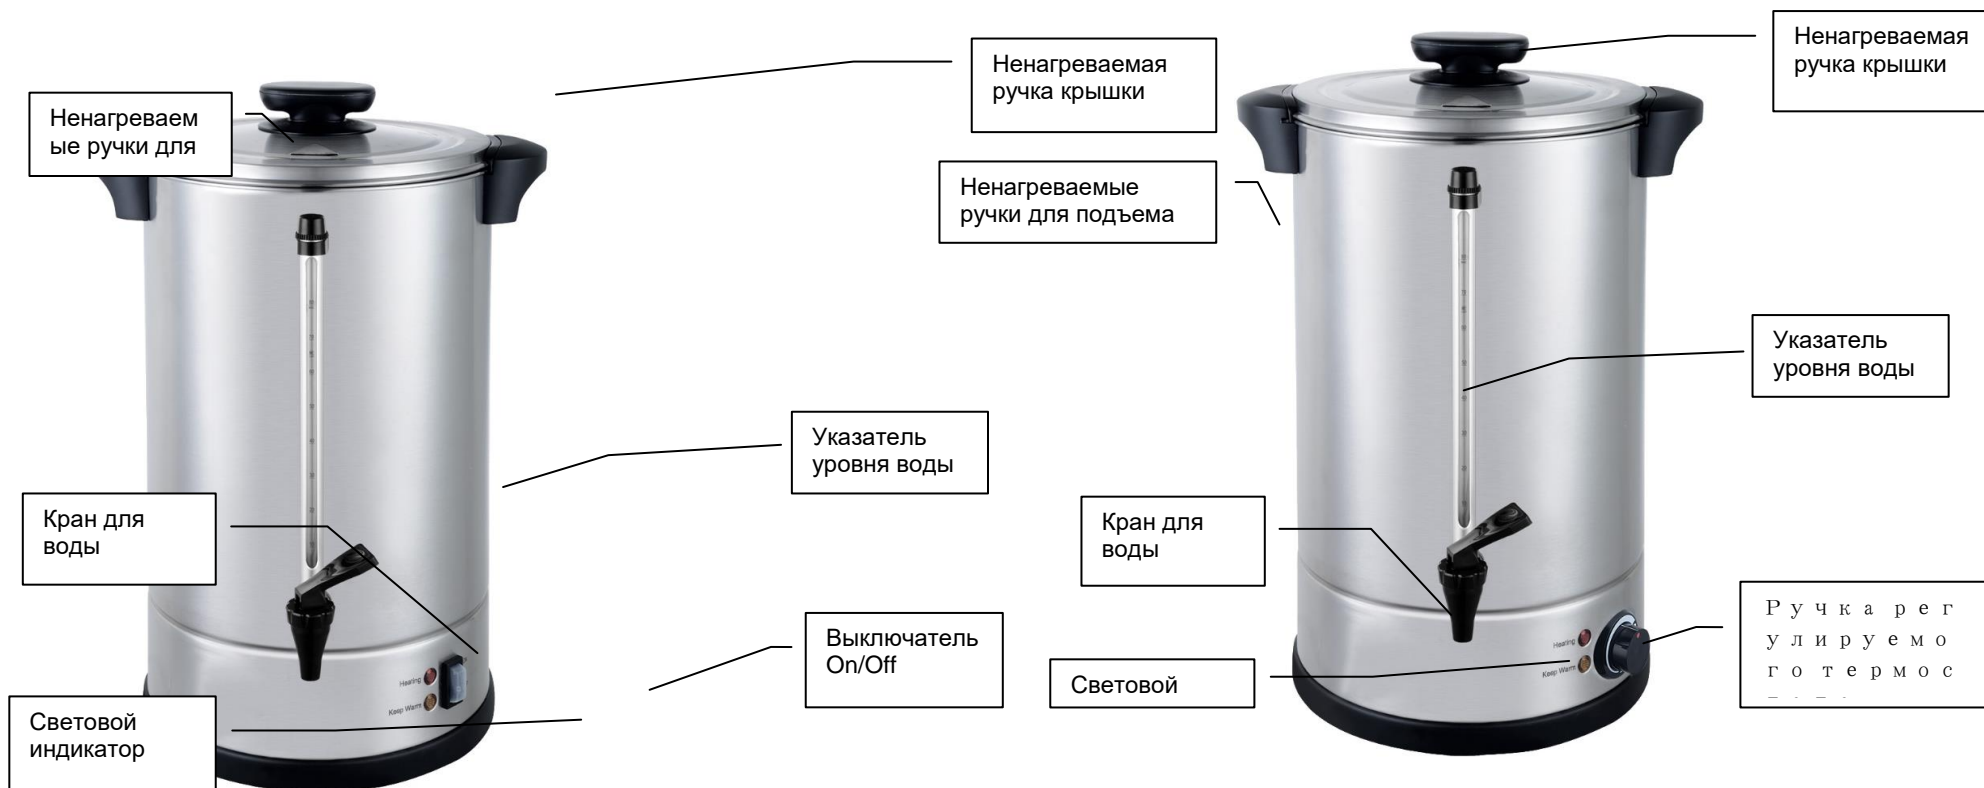 Ненагреваем
ые ручки для
Кран для
воды
Световой
индикатор
Heating
Keep Warm
Ненагреваемая
ручка крышки
Указатель
уровня воды
Выключатель
On/Off
Ненагреваемые
ручки для подъема
Кран для
воды
Световой
Heating
Keep Warm
Ненагреваемая
ручка крышки
Указатель
уровня воды
Ручка рег
улируемо
го термос